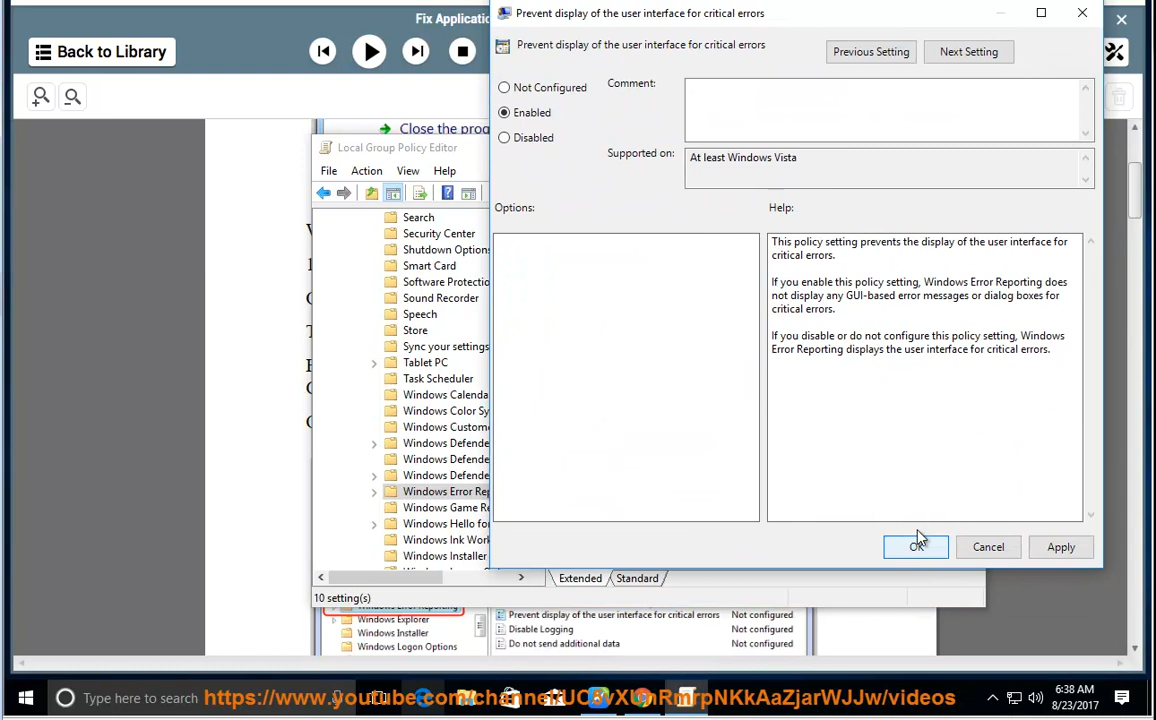 Fix Applicatio
Prevent display of the user interface for critical errors
Back to Library
Prevent display of the user interface for critical errors
Previous Setting
Next Setting
Not Configured
Comment:
Enabled
Disabled
Supported on:
At least Windows Vista
Close the prog
Local Group Policy Editor
File Action View Help
Options:
Help:
Search
Security Center
Shutdown Options
Smart Card
Software Protectio
Sound Recorder
Speech
Store
Sync your settings
Tablet PC
Task Scheduler
Windows Calenda
Windows Color Sy
Windows Custome
Windows Defende
Windows Defende
Windows Defende
Windows Error Rep
Windows Game Re
Windows Hello for
Windows Ink Work
Windows Installer
This policy setting prevents the display of the user interface for
critical errors.
If you enable this policy setting, Windows Error Reporting does
not display any GUI-based error messages or dialog boxes for
critical errors.
If you disable or do not configure this policy setting, Windows
Error Reporting displays the user interface for critical errors.
OK
Cancel
Apply
Extended
Standard
10 setting(s)
Windows Error Reporting
Windows Explorer
Windows Installer
Windows Logon Options
Prevent display of the user interface for critical errors Not configured
Disable Logging Not configured
Do not send additional data Not configured
Type here to search
6:38 AM
8/23/2017